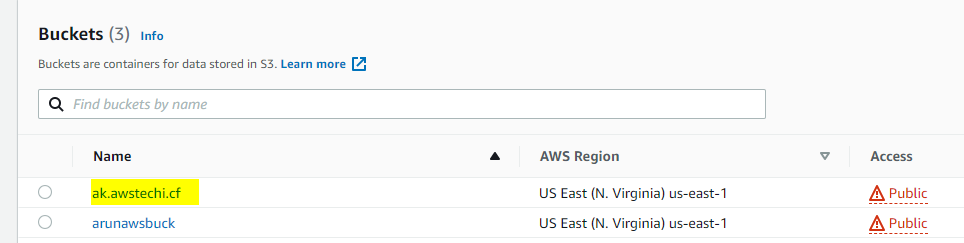 Buckets (3) Info
Buckets are containers for data stored in S3. Learn more
Find buckets by name
Name AWS Region Access
ak.awstechi.cf US East (N. Virginia) us-east-1 Public
arunawsbuck US East (N. Virginia) us-east-1 Public